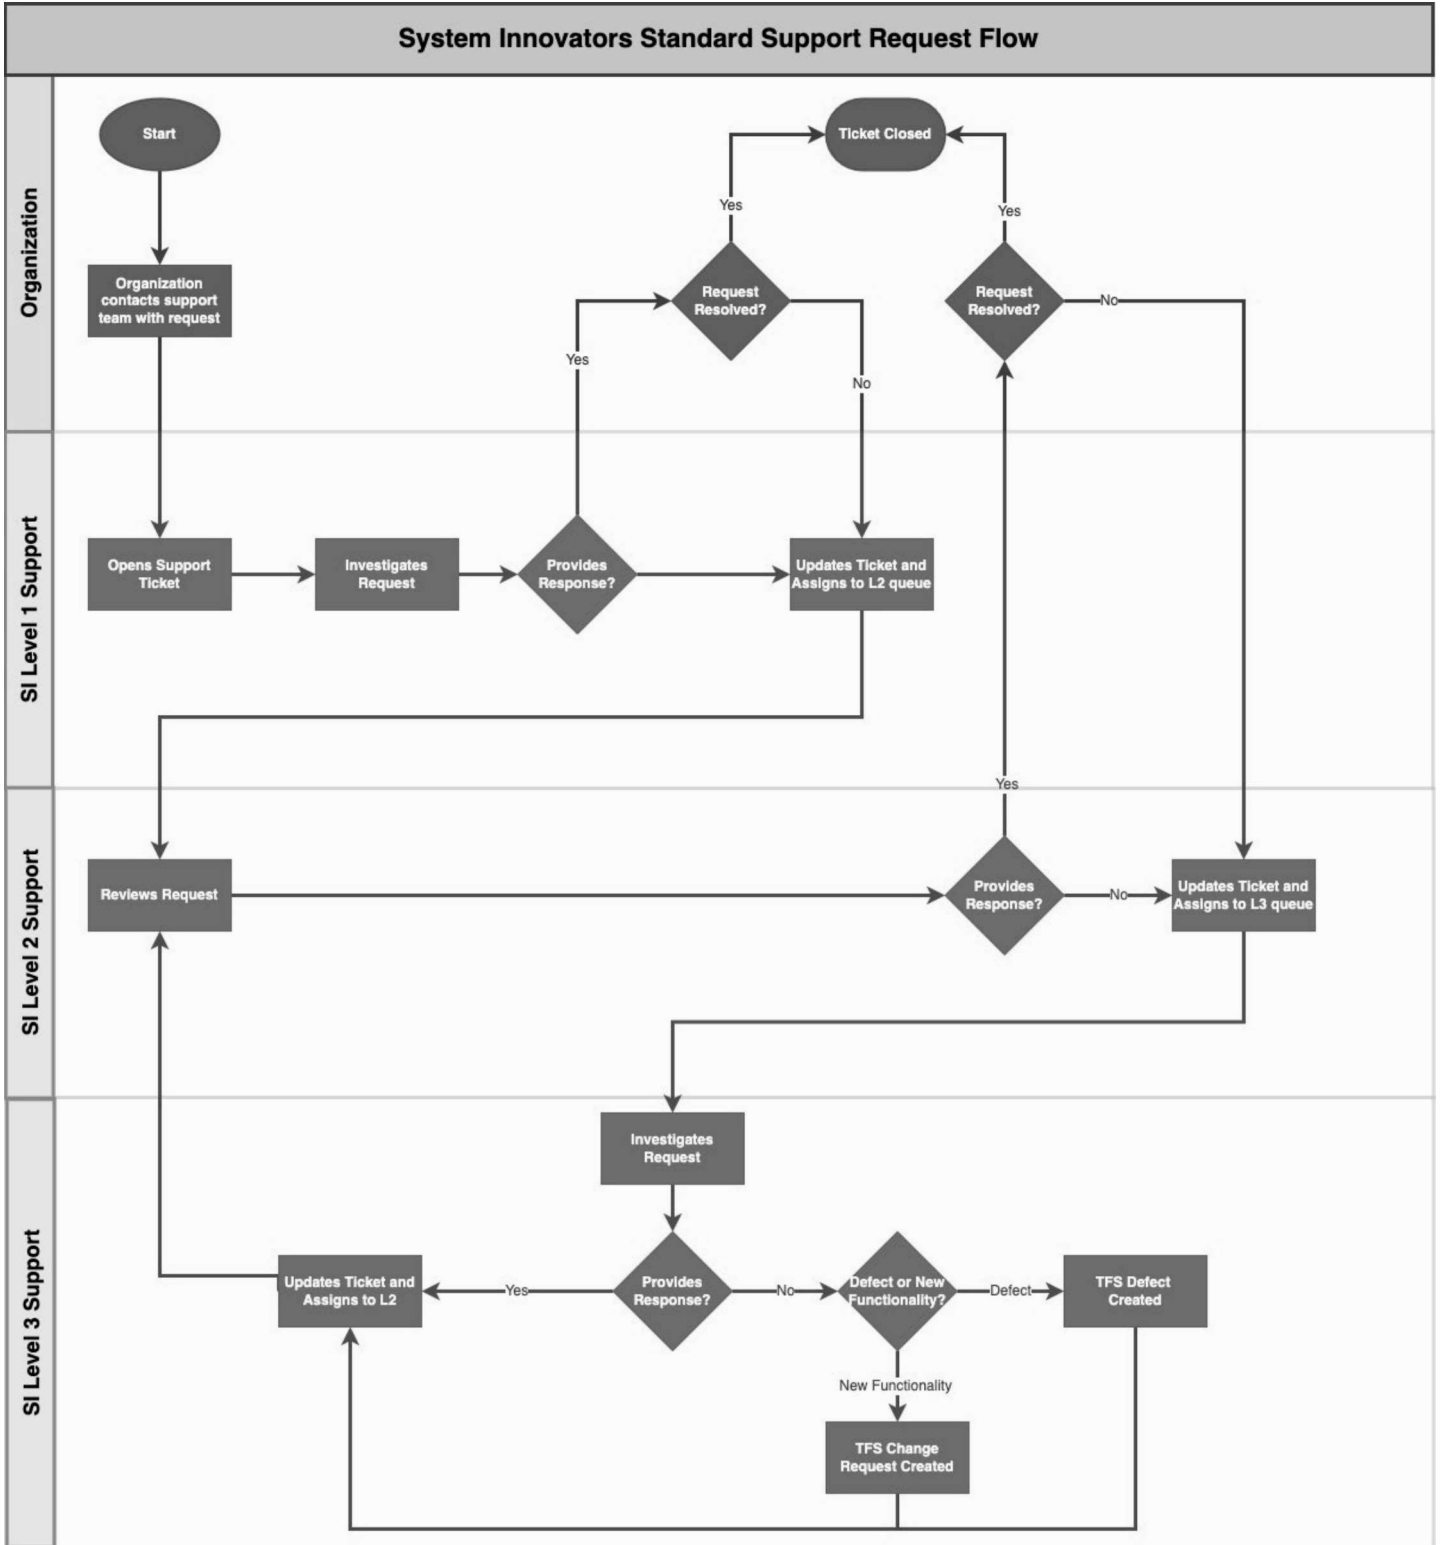 System Innovators Standard Support Request Flow
Organization
Start
Ticket Closed
Yes
Yes
Organization
contacts support
team with request
Request
Resolved?
Request
Resolved?
No
Yes
No
SI Level 1 Support
Opens Support
Ticket
Investigates
Request
Provides
Response?
Updates Ticket and
Assigns to L2 queue
Yes
SI Level 2 Support
Reviews Request
Provides
Response?
No
Updates Ticket and
Assigns to L3 queue
SI Level 3 Support
Investigates
Request
Updates Ticket and
Assigns to L2
Yes
Provides
Response?
No
Defect or New
Functionality?
Defect
TFS Defect
Created
New Functionality
TFS Change
Request Created